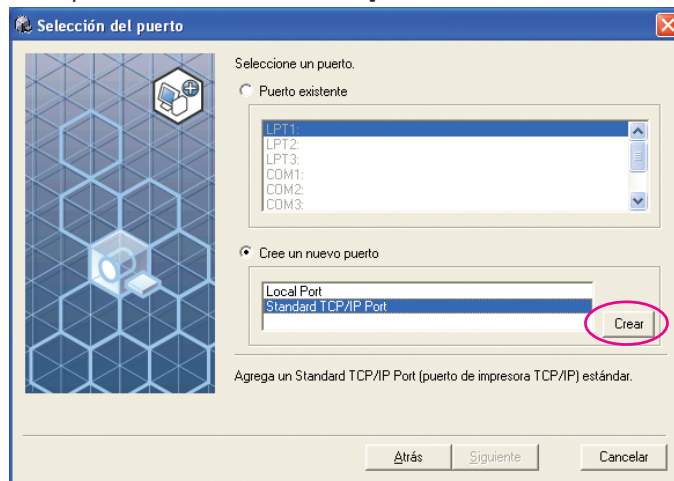 Selección del puerto
Seleccione un puerto.
Puerto existente
LPT1:
LPT2:
LPT3:
COM1:
COM2:
COM3:
Cree un nuevo puerto
Local Port
Standard TCP/IP Port
Crear
Agrega un Standard TCP/IP Port (puerto de impresora TCP/IP) estándar.
Atrás Siguiente Cancelar